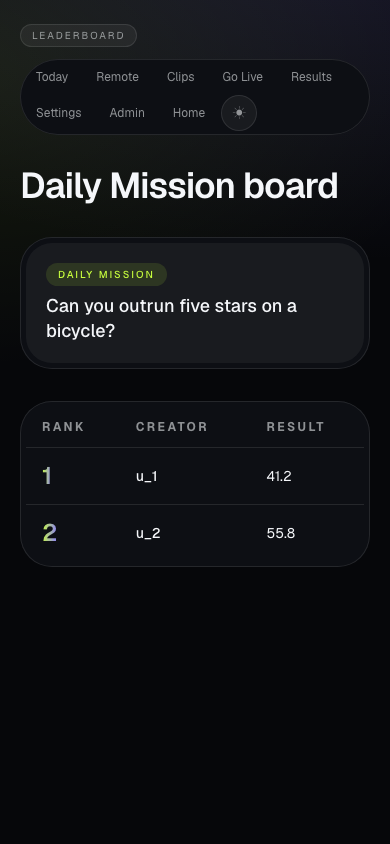 LEADERBOARD
Today Remote Clips Go Live Results
Settings Admin Home
Daily Mission board
DAILY MISSION
Can you outrun five stars on a
bicycle?
RANK CREATOR RESULT
1 u_1 41.2
2 u_2 55.8